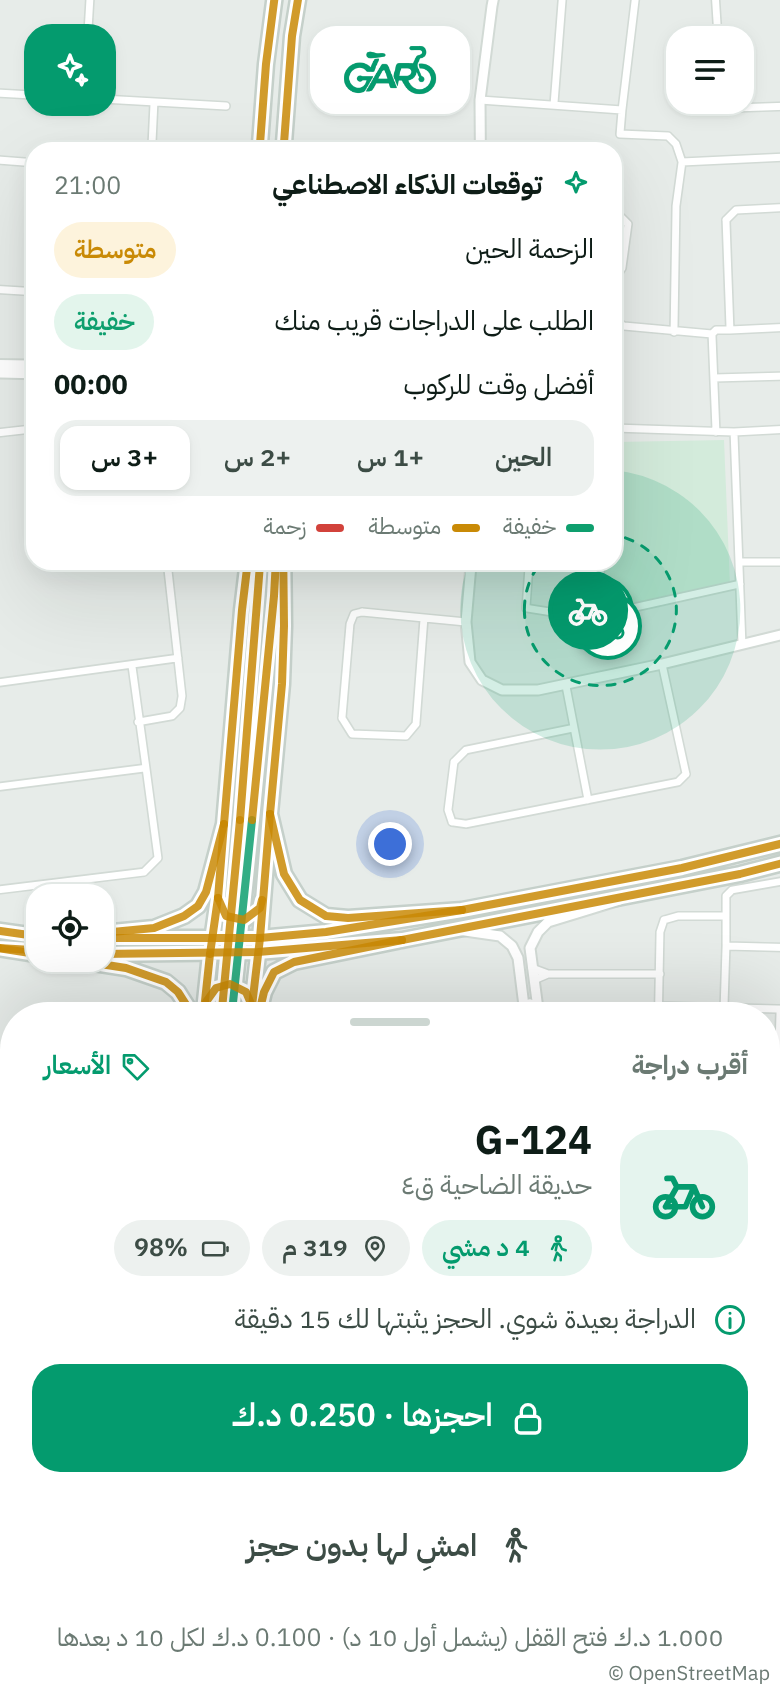 GARB
توقعات الذكاء الاصطناعي 21:00
الزحمة الحين متوسطة
الطلب على الدراجات قريب منك خفيفة
أفضل وقت للركوب 00:00
الحين +1 س +2 س +3 س
خفيفة متوسطة زحمة
أقرب دراجة الأسعار
G-124
حديقة الضاحية ق٤
4 د مشي 319 م 98%
الدراجة بعيدة شوي. الحجز يثبتها لك 15 دقيقة
احجزها · 0.250 د.ك
امشِ لها بدون حجز
1.000 د.ك فتح القفل (يشمل أول 10 د) · 0.100 د.ك لكل 10 د بعدها
© OpenStreetMap